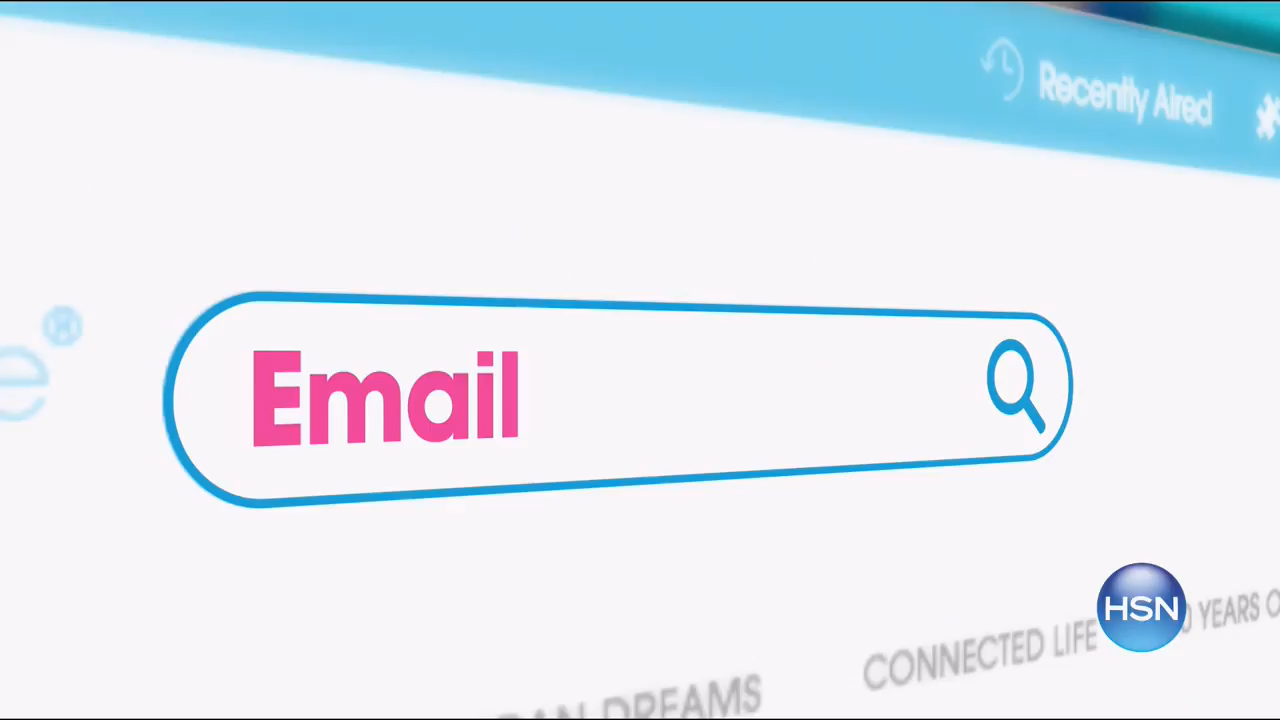 Recently Aired
e®
Email
HSN
CONNECTED LIFE
YEARS
DREAMS